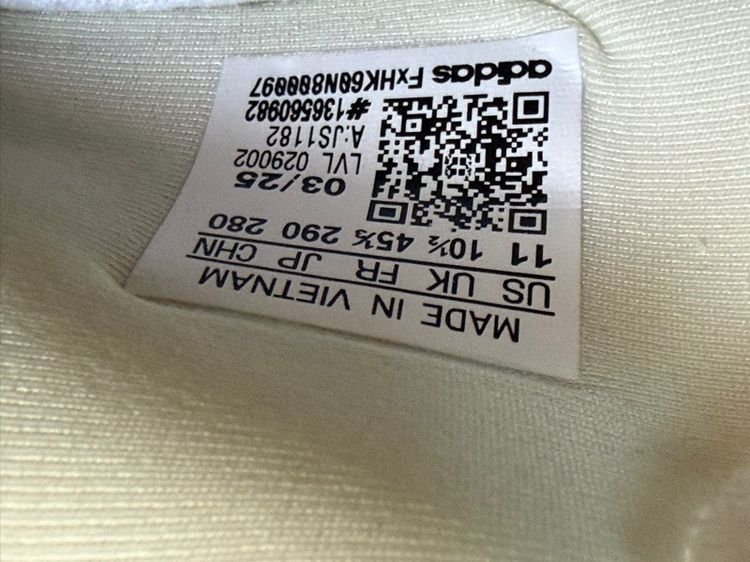 MADE IN VIETNAM
US UK FR JP CHN
11 10½ 45⅓ 290 280
03/25
LVL 029002
A:JS1182
#136560982
adidas FxHK60N800097